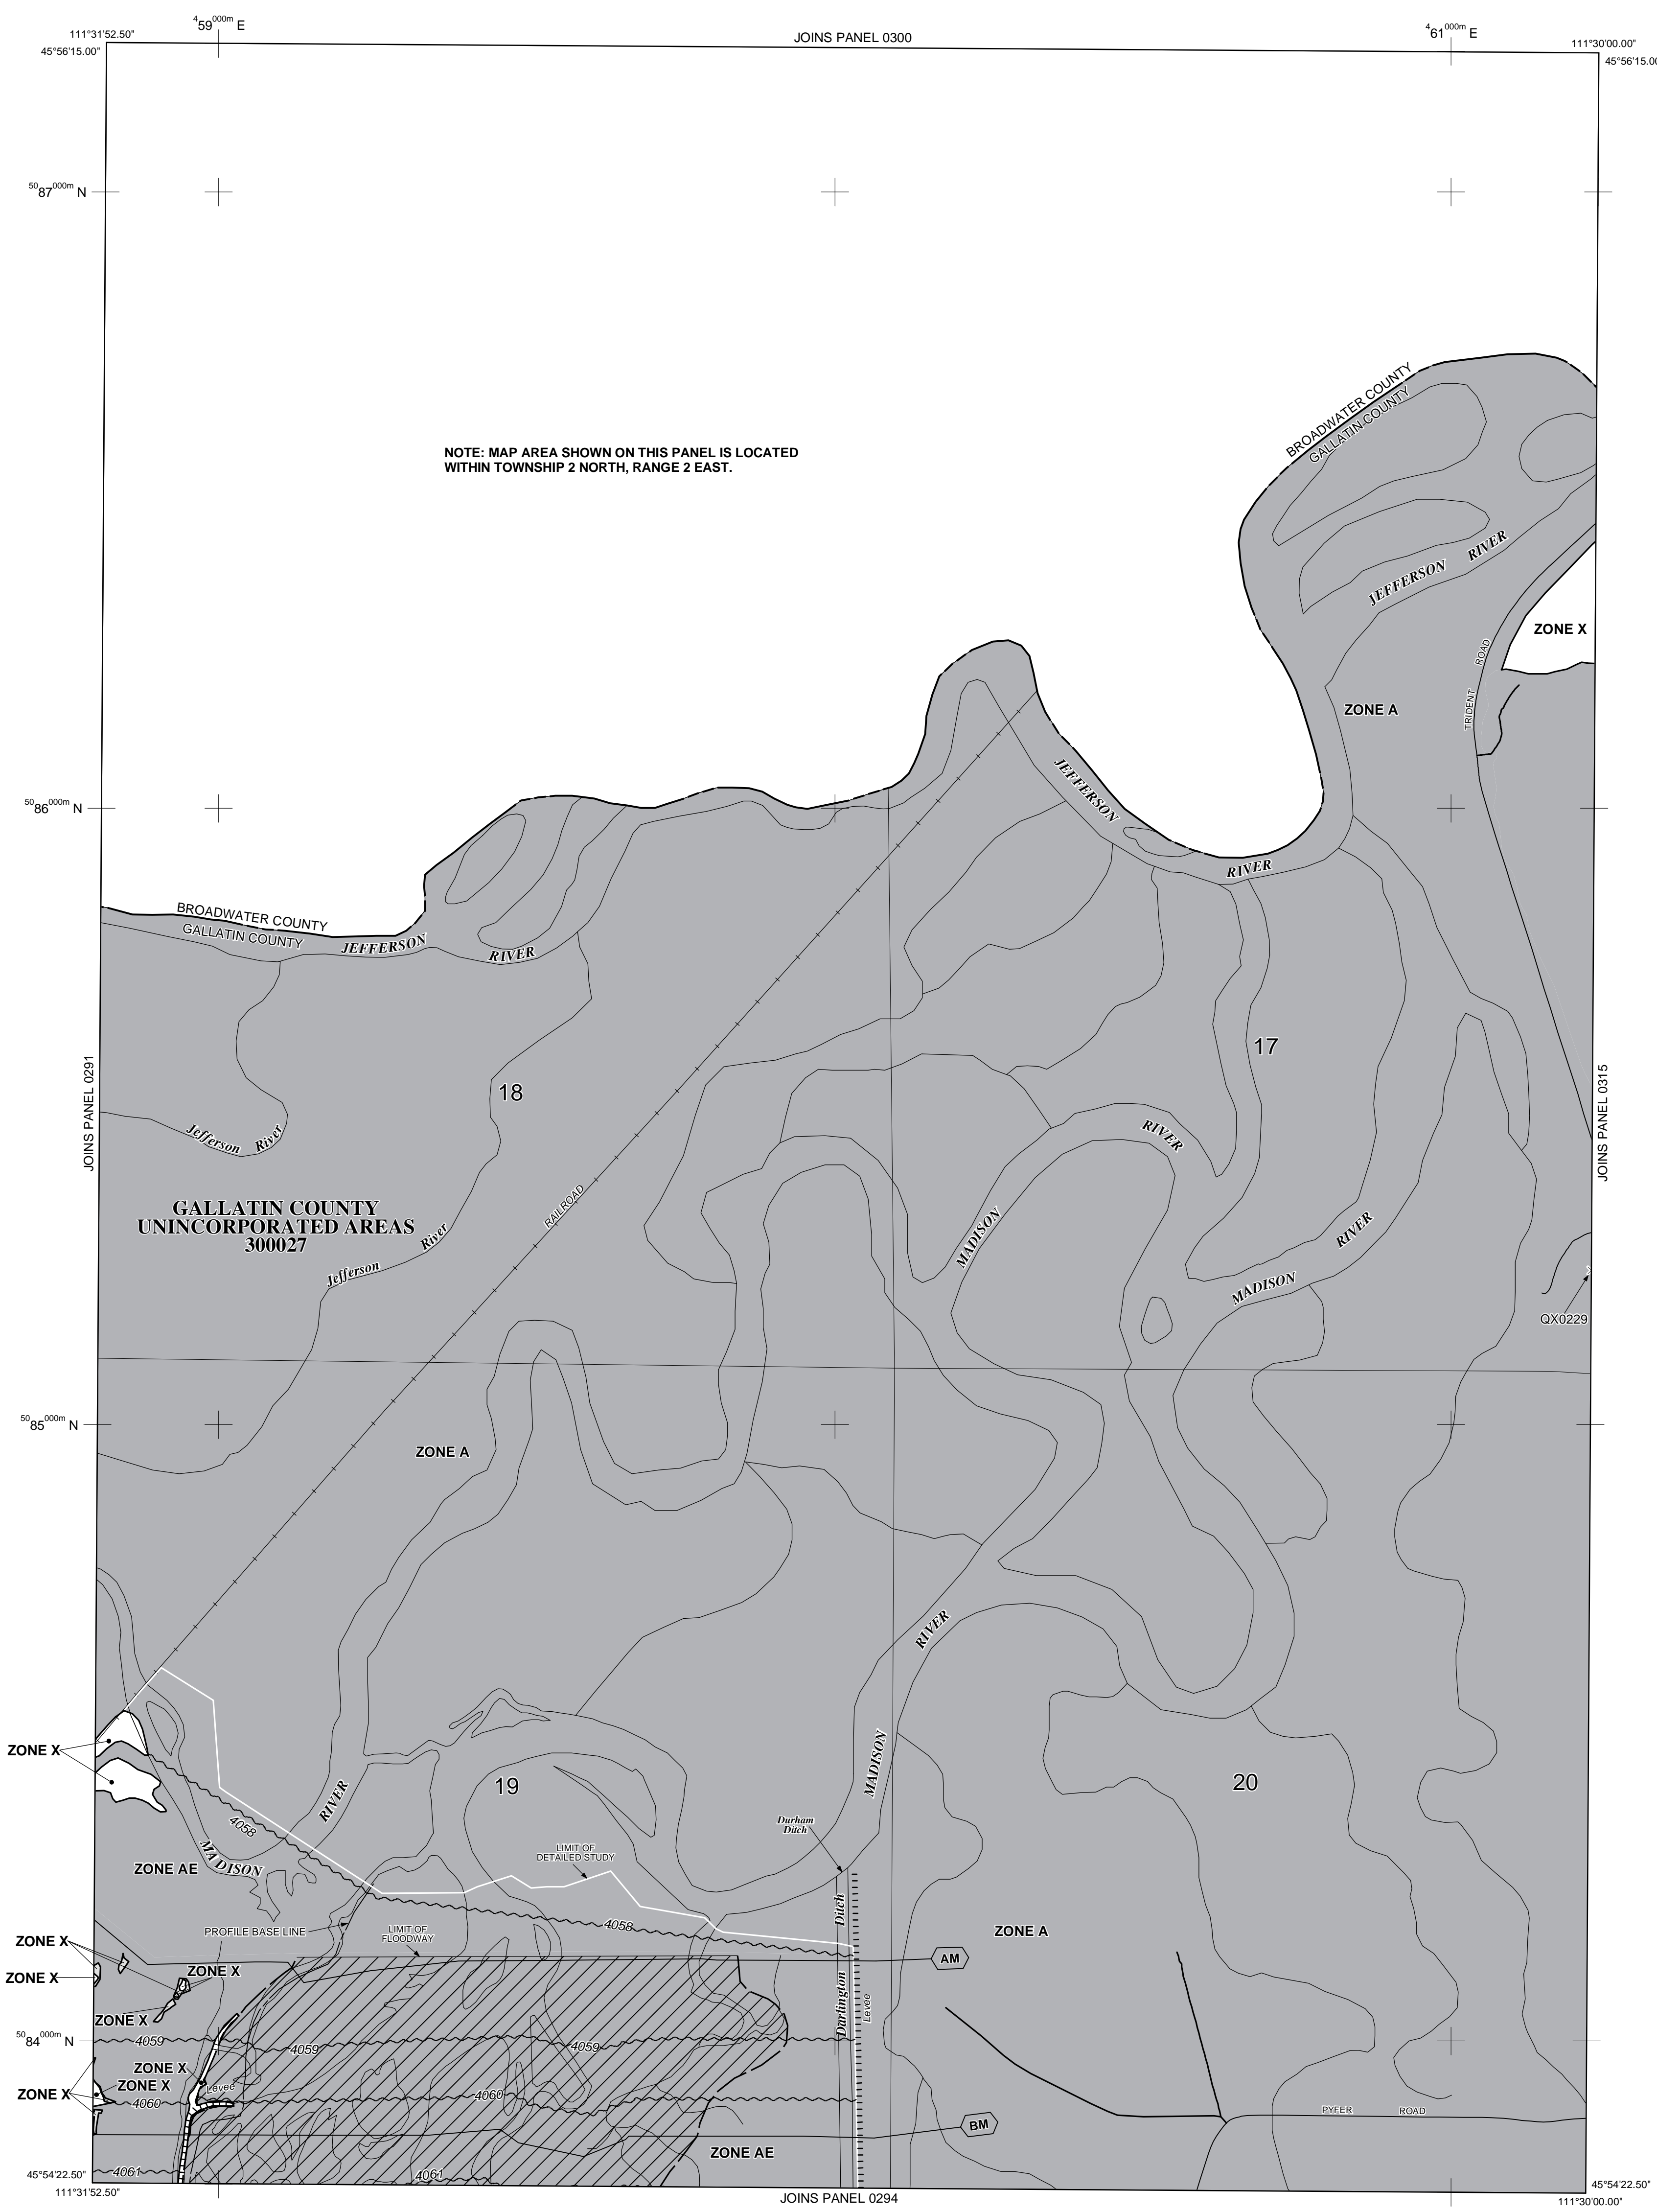 459000m E
461000m E
111°31'52.50"
JOINS PANEL 0300
111°30'00.00"
45°56'15.00"
45°56'15.00
5087000m N
BROADWATER COUNTY
GALLATIN COUNTY
NOTE: MAP AREA SHOWN ON THIS PANEL IS LOCATED
WITHIN TOWNSHIP 2 NORTH, RANGE 2 EAST.
JEFFERSON RIVER
ZONE X
TRIDENT ROAD
ZONE A
5086000m N
JEFFERSON RIVER
BROADWATER COUNTY
GALLATIN COUNTY
JEFFERSON RIVER
17
18
JOINS PANEL 0291
JOINS PANEL 0315
Jefferson River
RAILROAD
MADISON RIVER
GALLATIN COUNTY
UNINCORPORATED AREAS
300027
Jefferson River
MADISON RIVER
QX0229
5085000m N
ZONE A
MADISON RIVER
ZONE X
19
20
4058
MADISON RIVER
Durham
Ditch
ZONE AE
LIMIT OF
DETAILED STUDY
PROFILE BASE LINE
LIMIT OF
FLOODWAY
4058
Darlington Ditch
Levee
ZONE A
AM
ZONE X
ZONE X
ZONE X
ZONE X
5084000m N
4059
4059
4059
ZONE X
ZONE X
ZONE X
Levee
4060
4060
PYFER ROAD
BM
ZONE AE
4061
4061
45°54'22.50"
45°54'22.50"
111°31'52.50"
JOINS PANEL 0294
111°30'00.00"